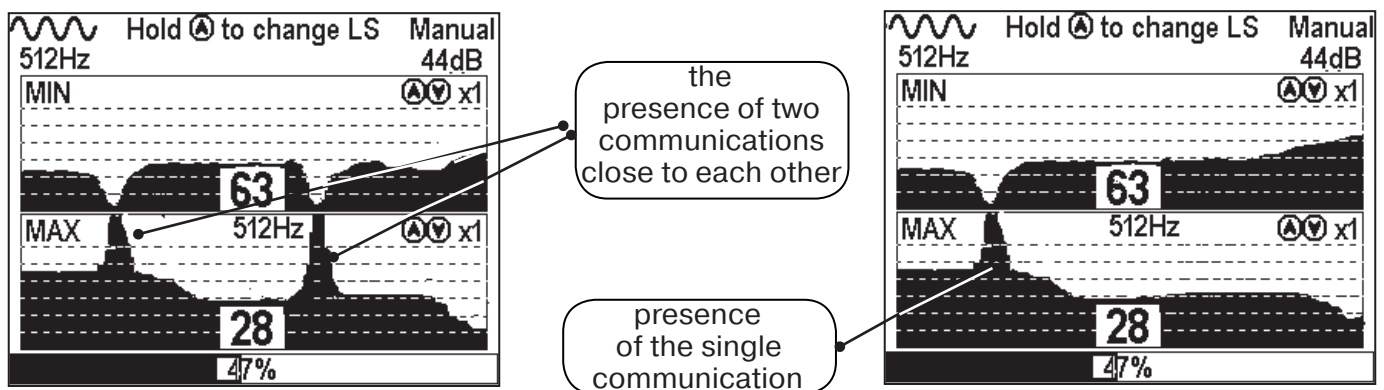 Hold Ⓐ to change LS Manual
512Hz 44dB
MIN ⒶⓋ x1
63
MAX 512Hz ⒶⓋ x1
28
47%
the
presence of two
communications
close to each other
presence
of the single
communication
Hold Ⓐ to change LS Manual
512Hz 44dB
MIN ⒶⓋ x1
63
MAX 512Hz ⒶⓋ x1
28
47%